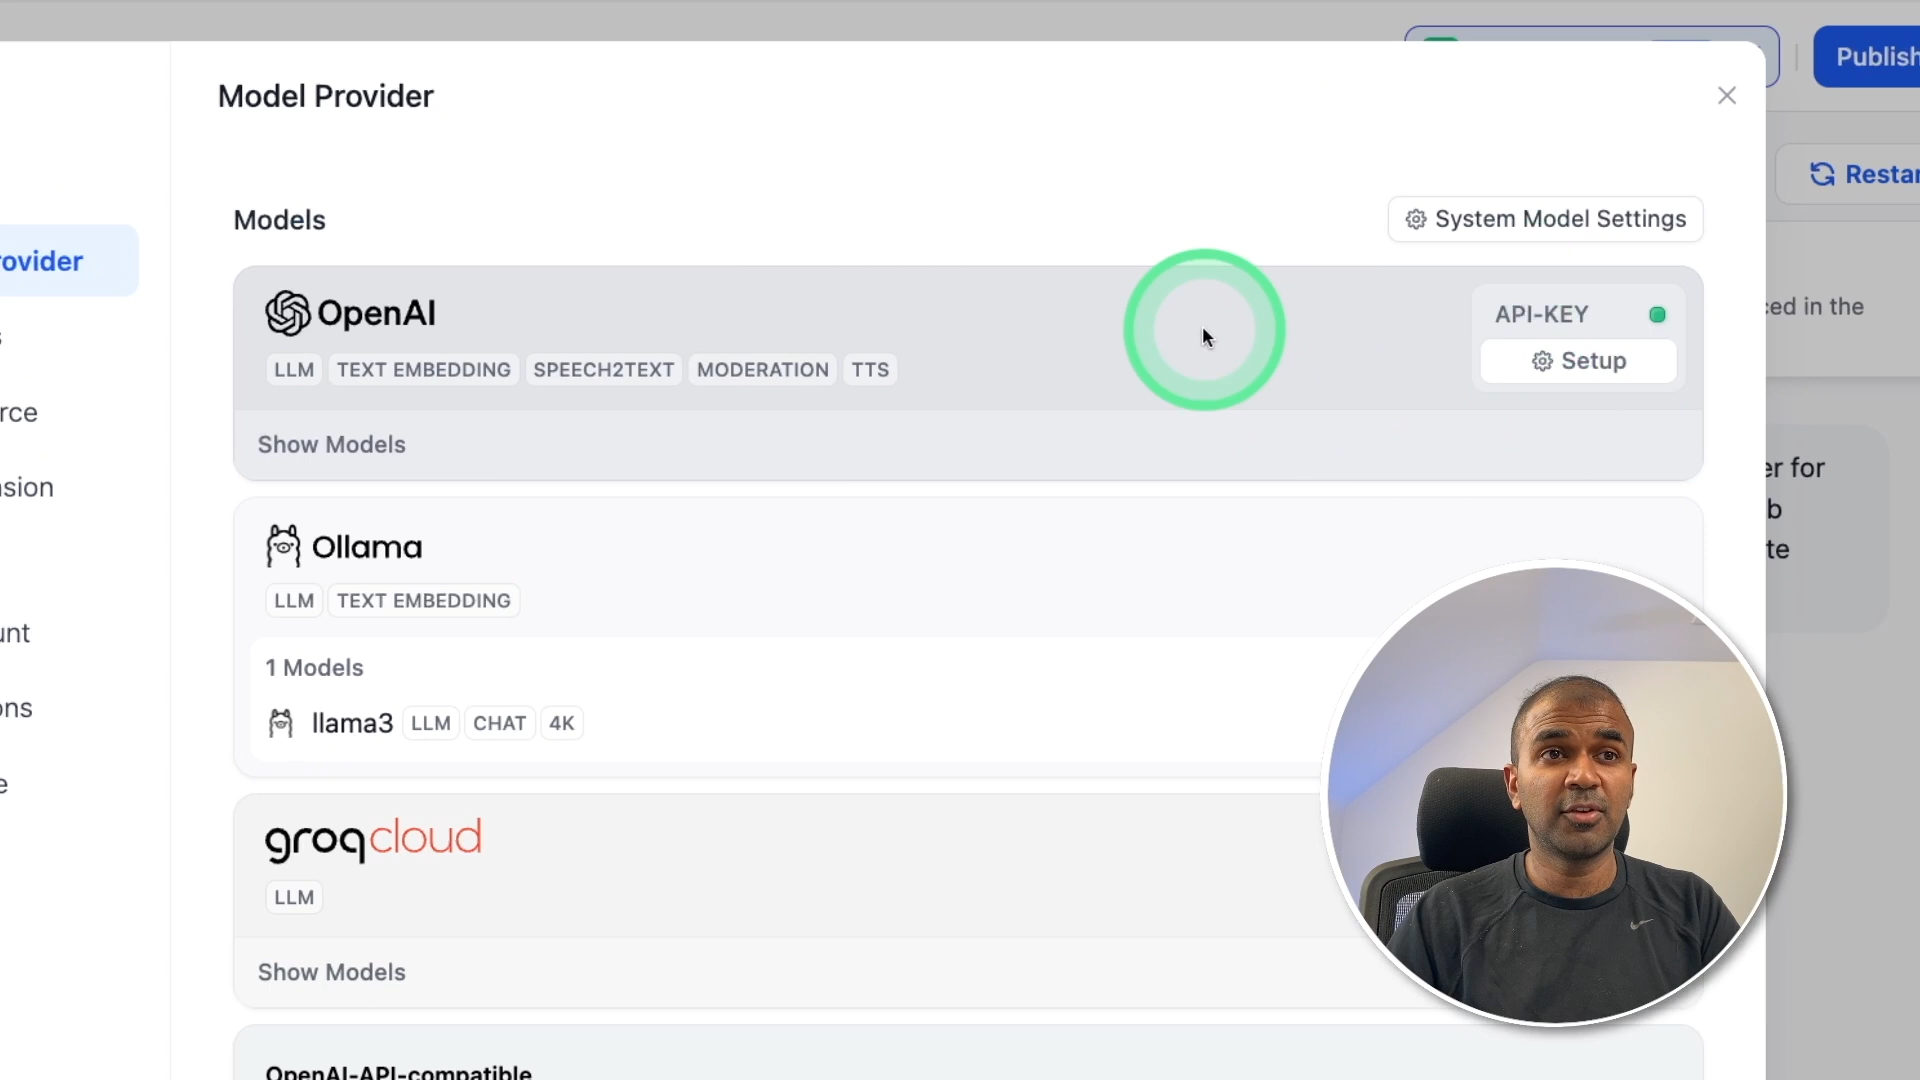 Publish
Model Provider
Restar
Models
System Model Settings
rovider
OpenAI
API-KEY
ced in the
Setup
LLM TEXT EMBEDDING SPEECH2TEXT MODERATION TTS
rce
Show Models
er for
nsion
b
Ollama
te
LLM TEXT EMBEDDING
unt
1 Models
ons
llama3 LLM CHAT 4K
e
groqcloud
LLM
Show Models
OpenAI-API-compatible